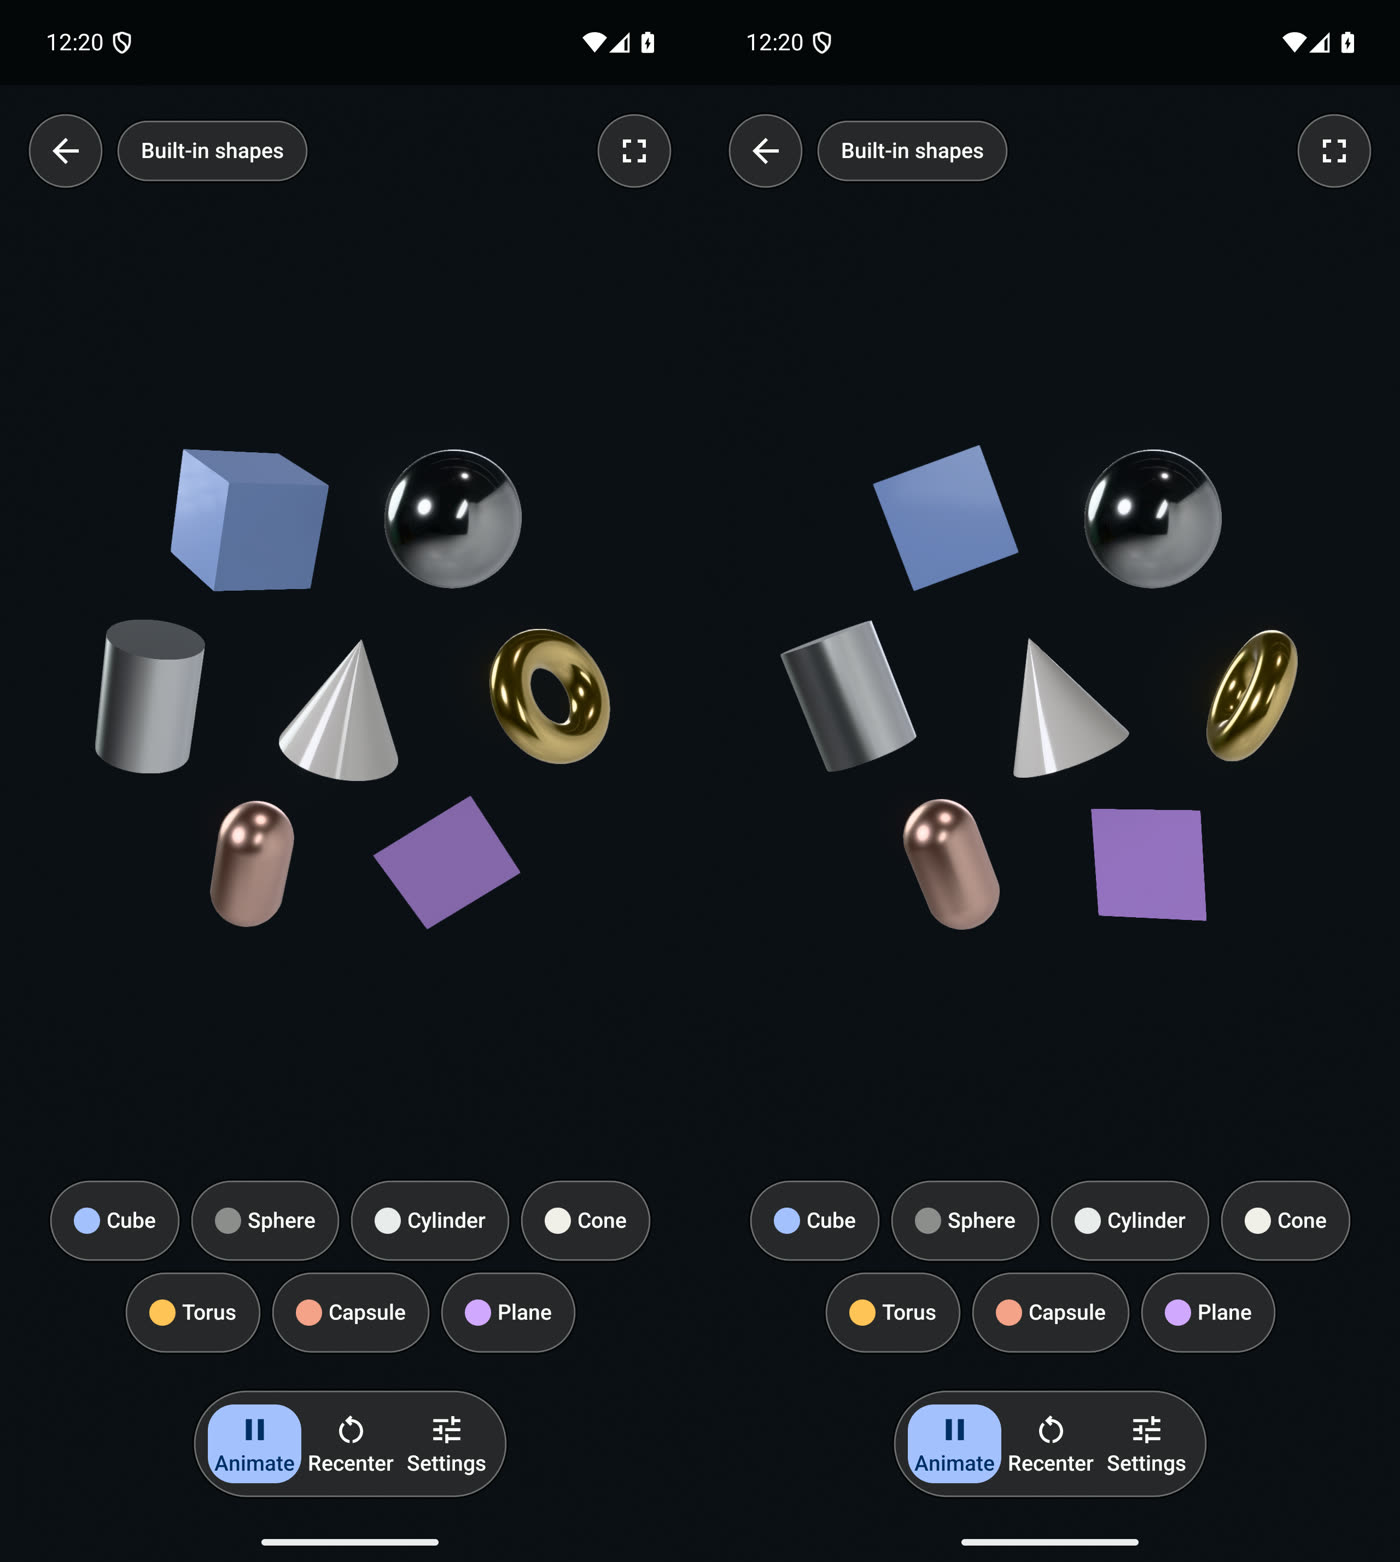 12:20
Built-in shapes
Cube Sphere Cylinder Cone
Torus Capsule Plane
Animate Recenter Settings
12:20
Built-in shapes
Cube Sphere Cylinder Cone
Torus Capsule Plane
Animate Recenter Settings